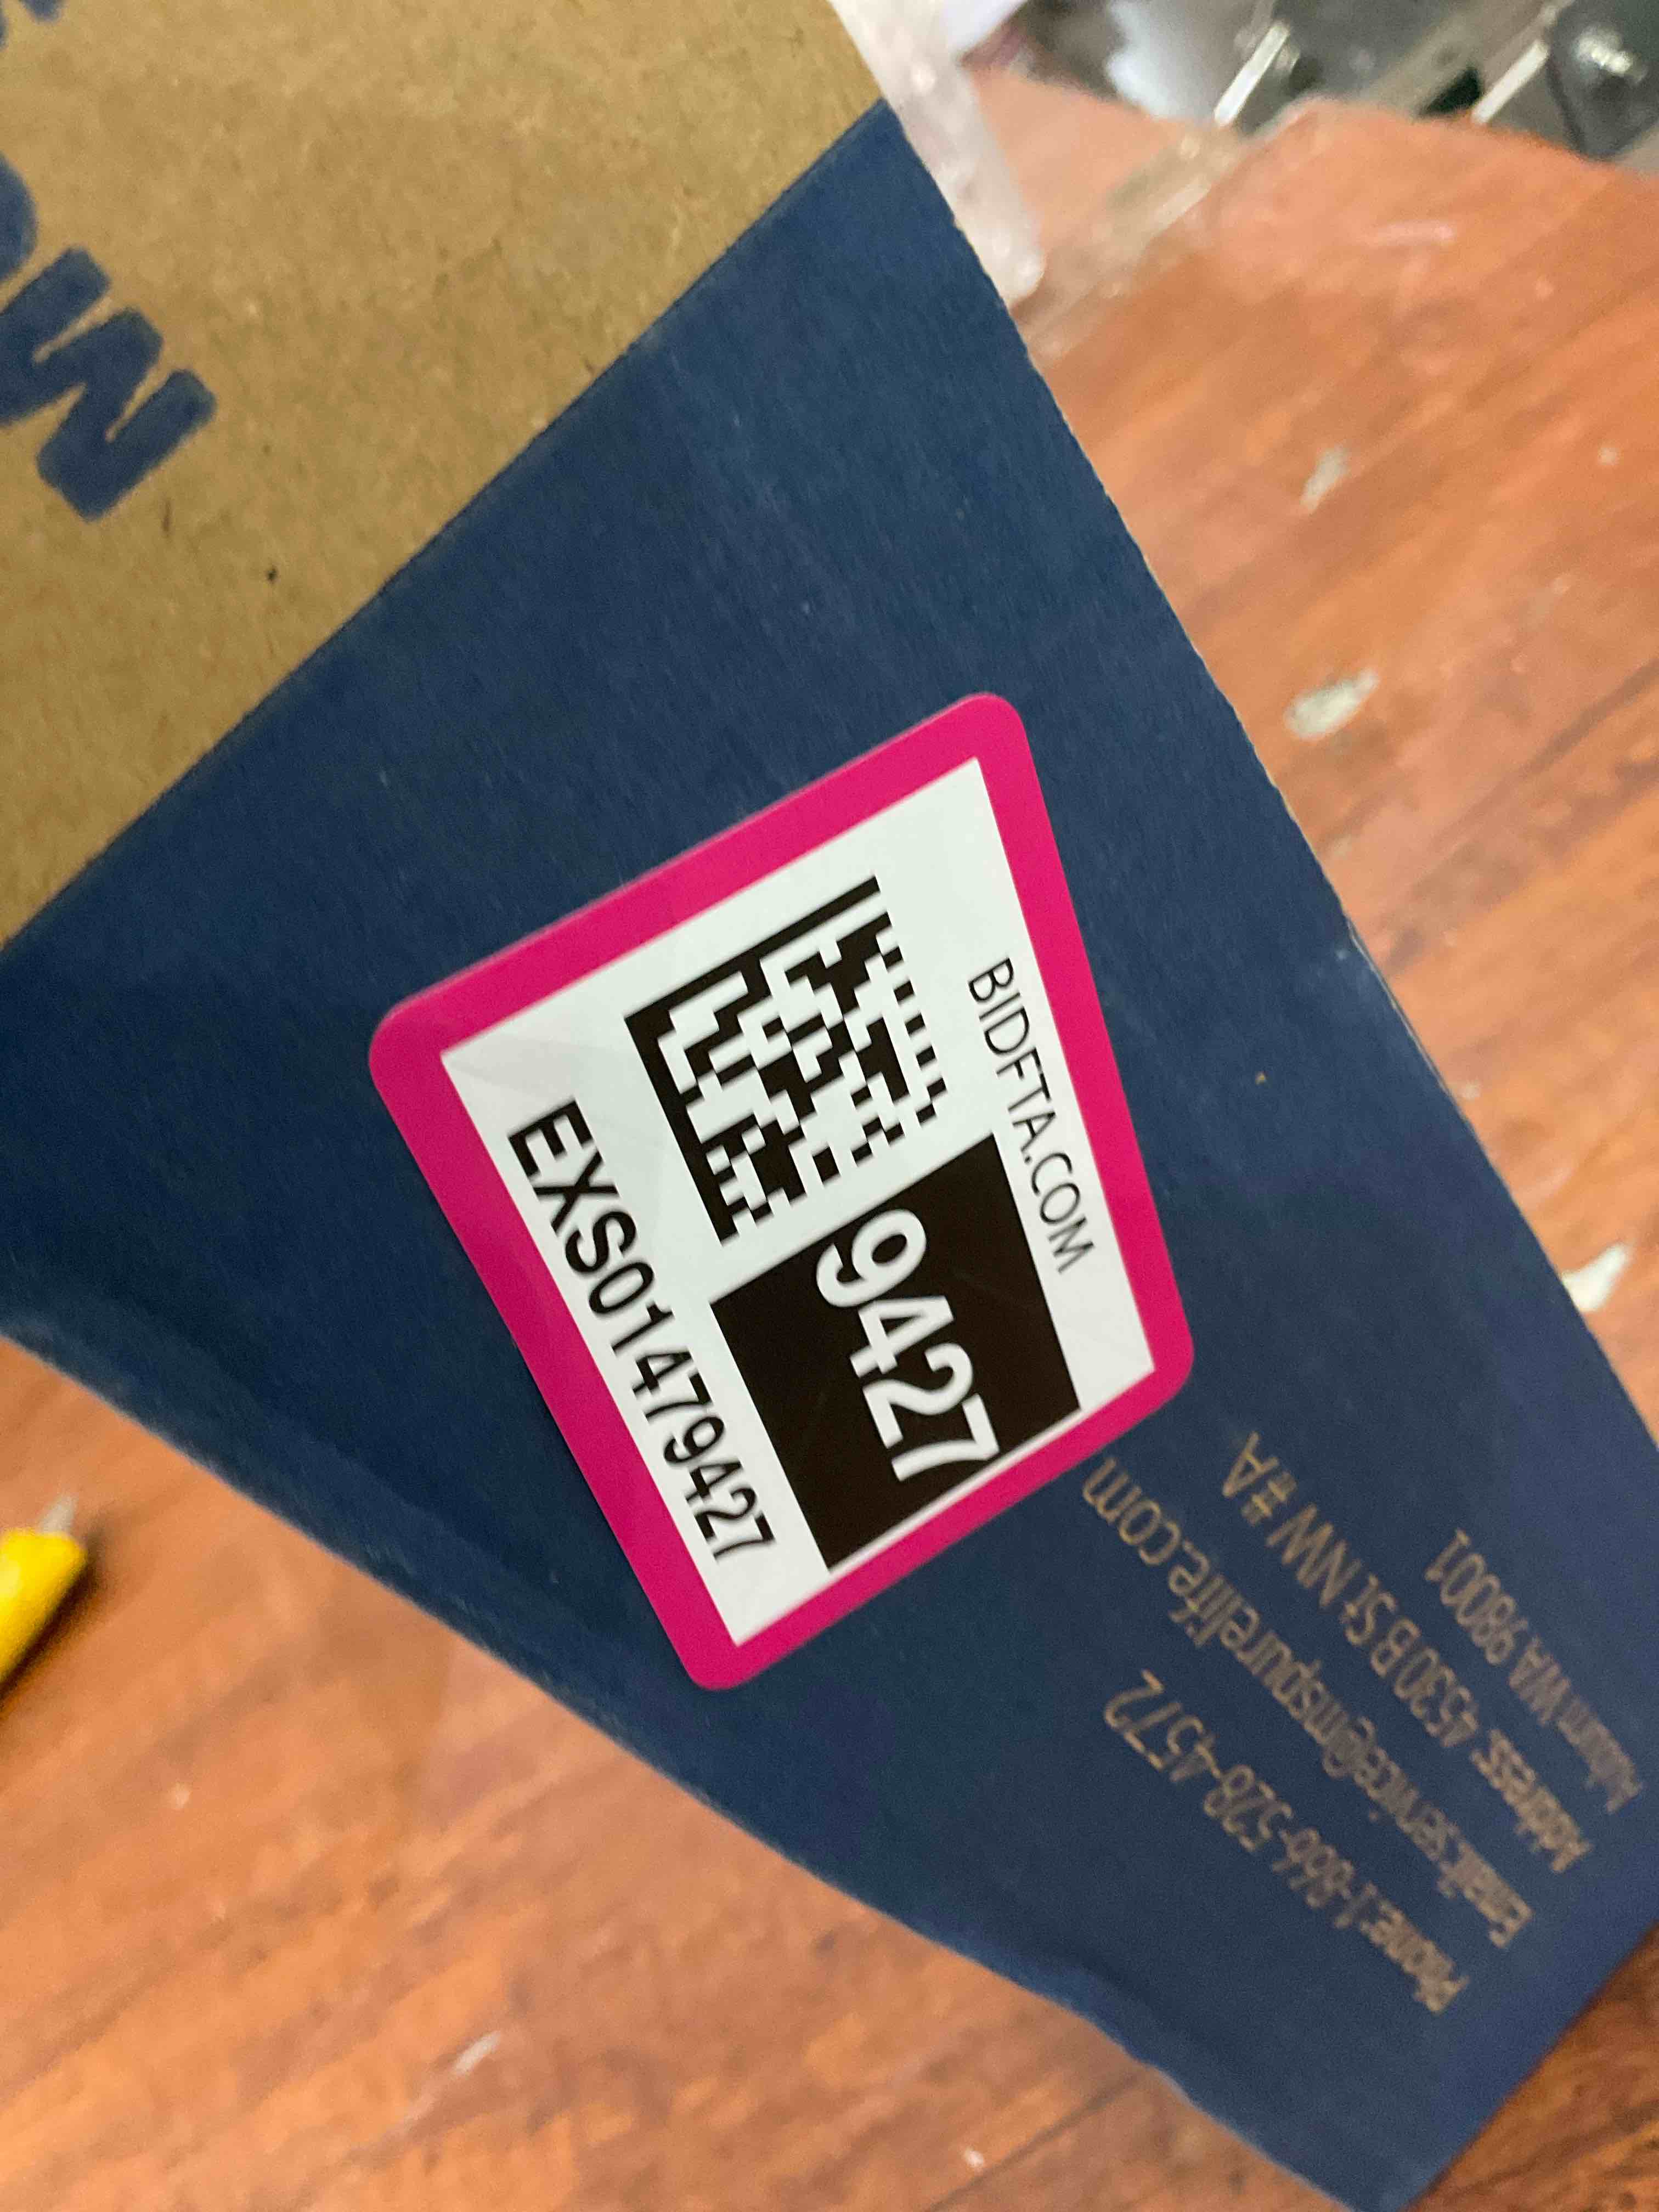 BIDFTA.COM
9427
EXS01479427
Phone: 1-866-528-4572
Email: service@mspurelife.com
Address: 4530 B St NW #A
Auburn WA 98001